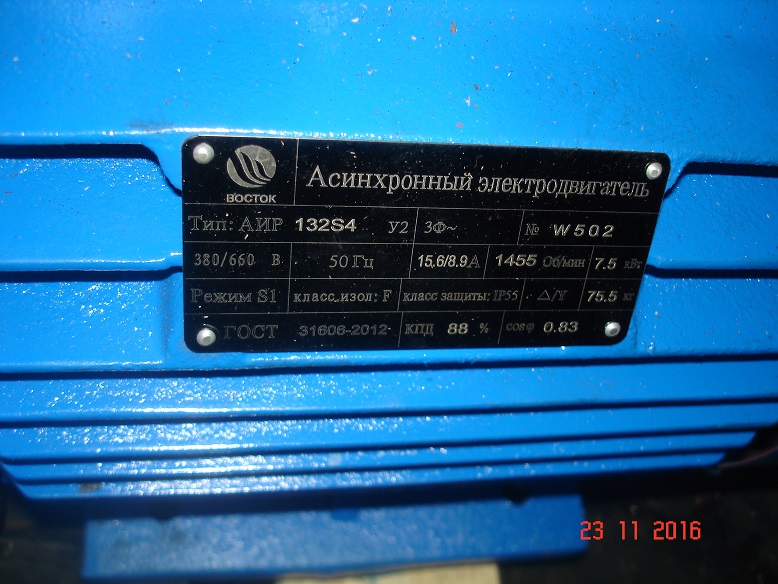 ВОСТОК
Асинхронный электродвигатель
Тип: АИР 132S4 У2 3Ф~ № W502
380/660 В 50 Гц 15.6/8.9А 1455 Об/мин 7.5 кВт
Режим S1 класс.изол: F класс защиты: IP55 △/Y 75.5 кг
ГОСТ 31606-2012 КПД 88 % cosφ 0.83
23 11 2016